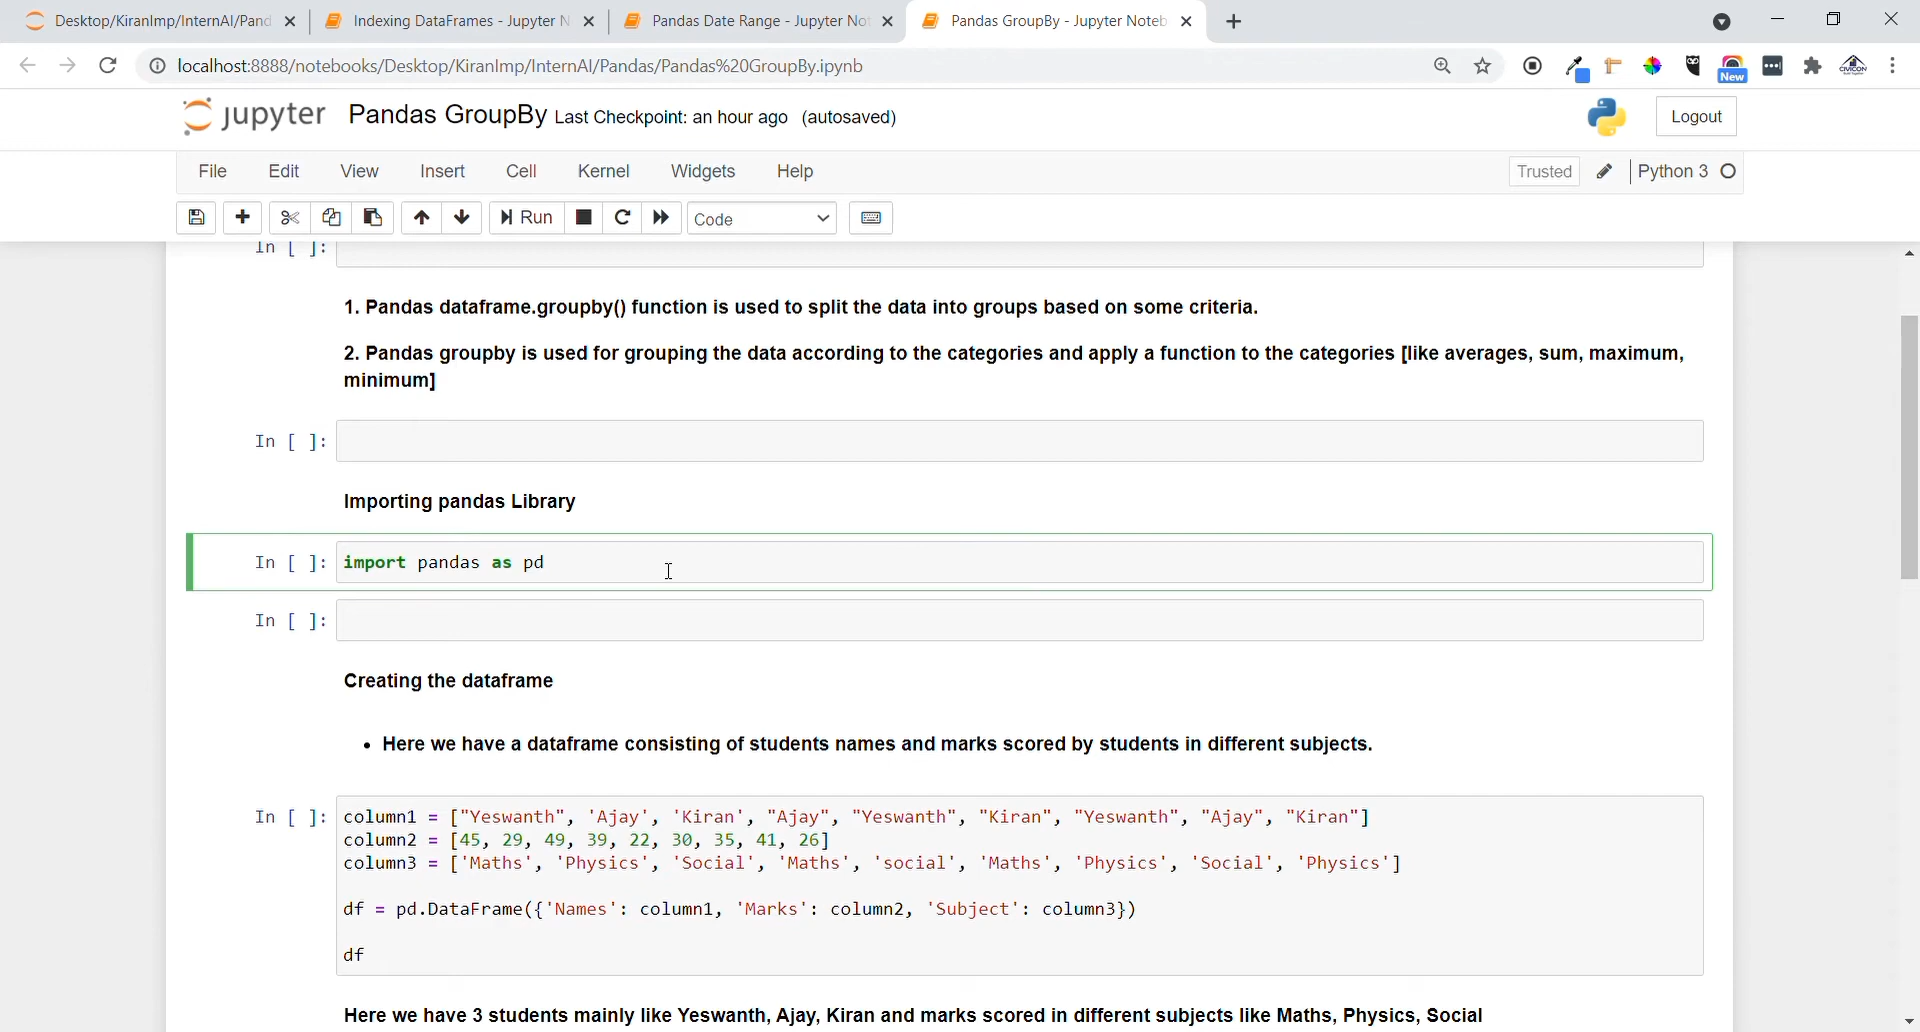 Desktop/KiranImp/InternAI/Pand
Indexing DataFrames - Jupyter N
Pandas Date Range - Jupyter Not
Pandas GroupBy - Jupyter Noteb
localhost:8888/notebooks/Desktop/KiranImp/InternAI/Pandas/Pandas%20GroupBy.ipynb
New
CIVICON
jupyter Pandas GroupBy Last Checkpoint: an hour ago (autosaved)
Logout
File Edit View Insert Cell Kernel Widgets Help
Trusted Python 3
Run Code
In [ ]:
1. Pandas dataframe.groupby() function is used to split the data into groups based on some criteria.
2. Pandas groupby is used for grouping the data according to the categories and apply a function to the categories [like averages, sum, maximum,
minimum]
In [ ]:
Importing pandas Library
In [ ]: import pandas as pd
In [ ]:
Creating the dataframe
• Here we have a dataframe consisting of students names and marks scored by students in different subjects.
In [ ]: column1 = ["Yeswanth", 'Ajay', 'Kiran', "Ajay", "Yeswanth", "Kiran", "Yeswanth", "Ajay", "Kiran"]
column2 = [45, 29, 49, 39, 22, 30, 35, 41, 26]
column3 = ['Maths', 'Physics', 'Social', 'Maths', 'social', 'Maths', 'Physics', 'Social', 'Physics']
df = pd.DataFrame({'Names': column1, 'Marks': column2, 'Subject': column3})
df
Here we have 3 students mainly like Yeswanth, Ajay, Kiran and marks scored in different subjects like Maths, Physics, Social